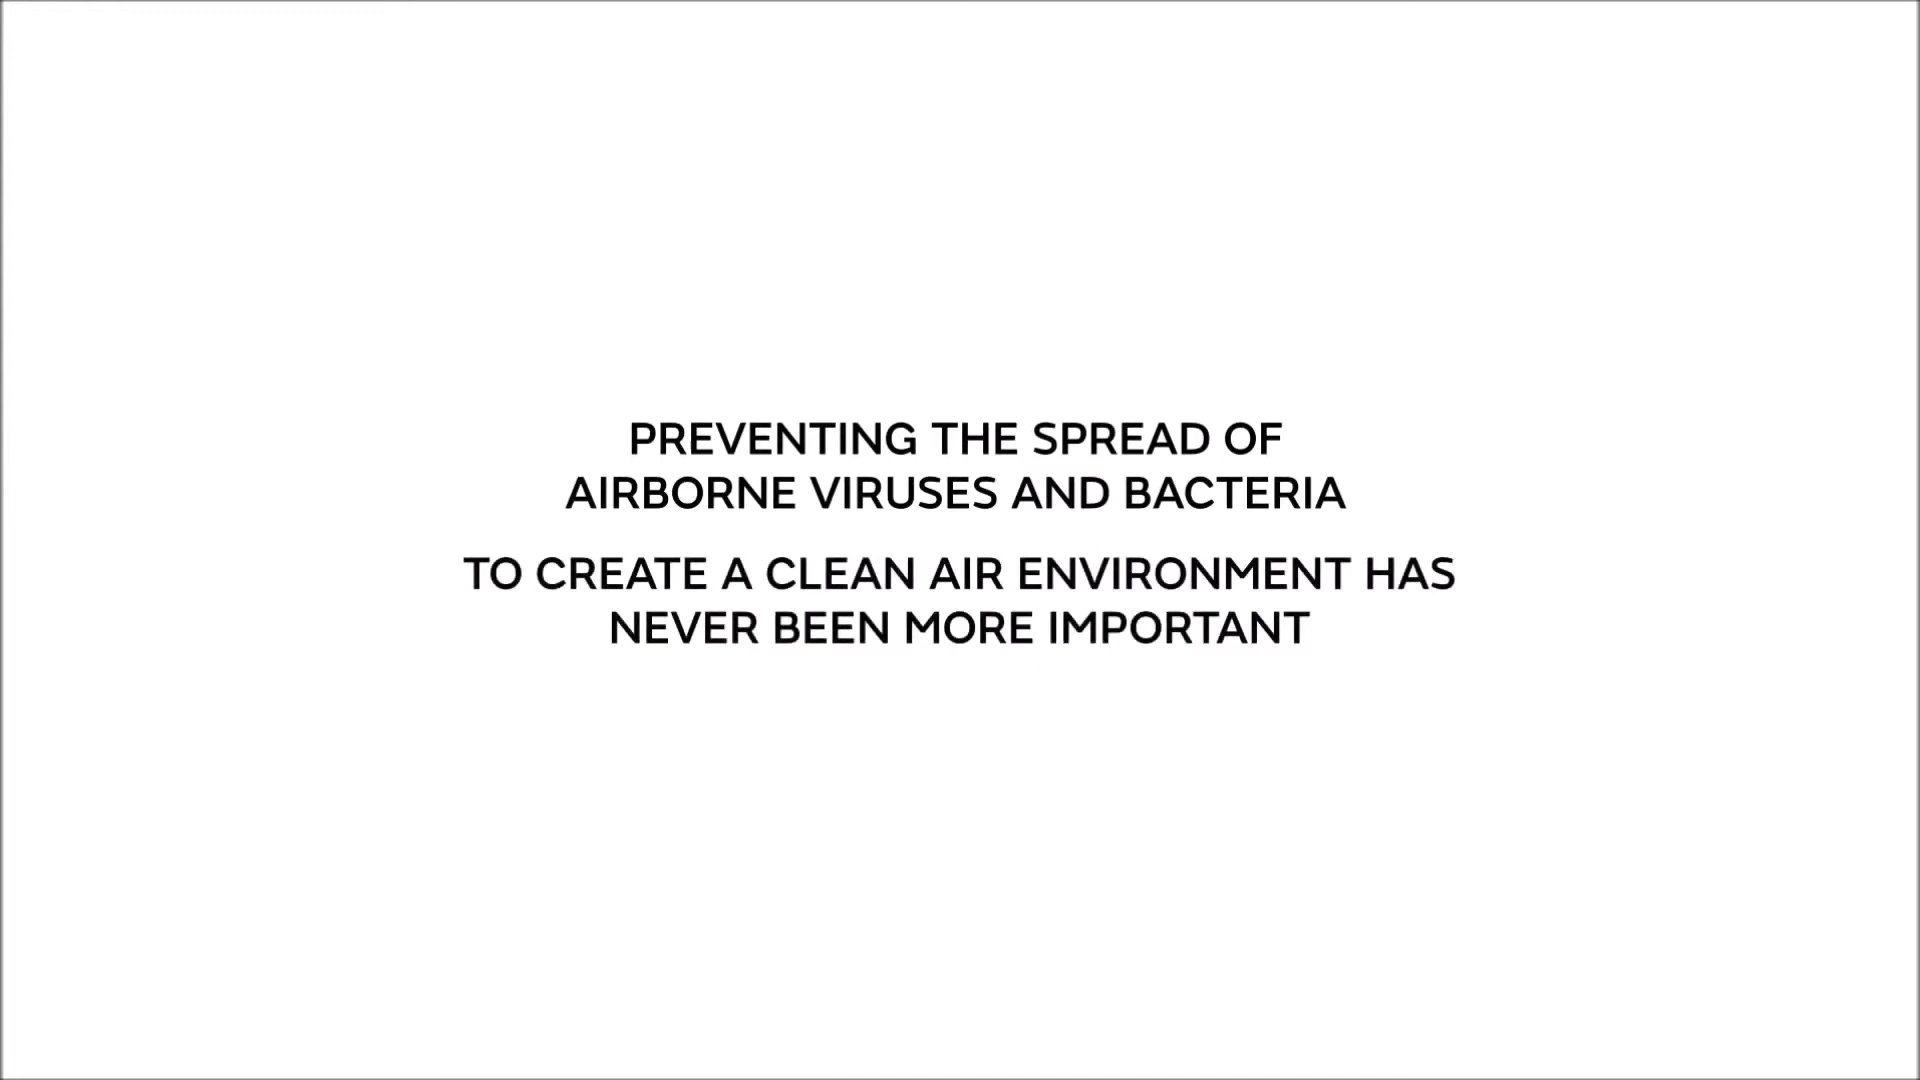 PREVENTING THE SPREAD OF
AIRBORNE VIRUSES AND BACTERIA
TO CREATE A CLEAN AIR ENVIRONMENT HAS
NEVER BEEN MORE IMPORTANT